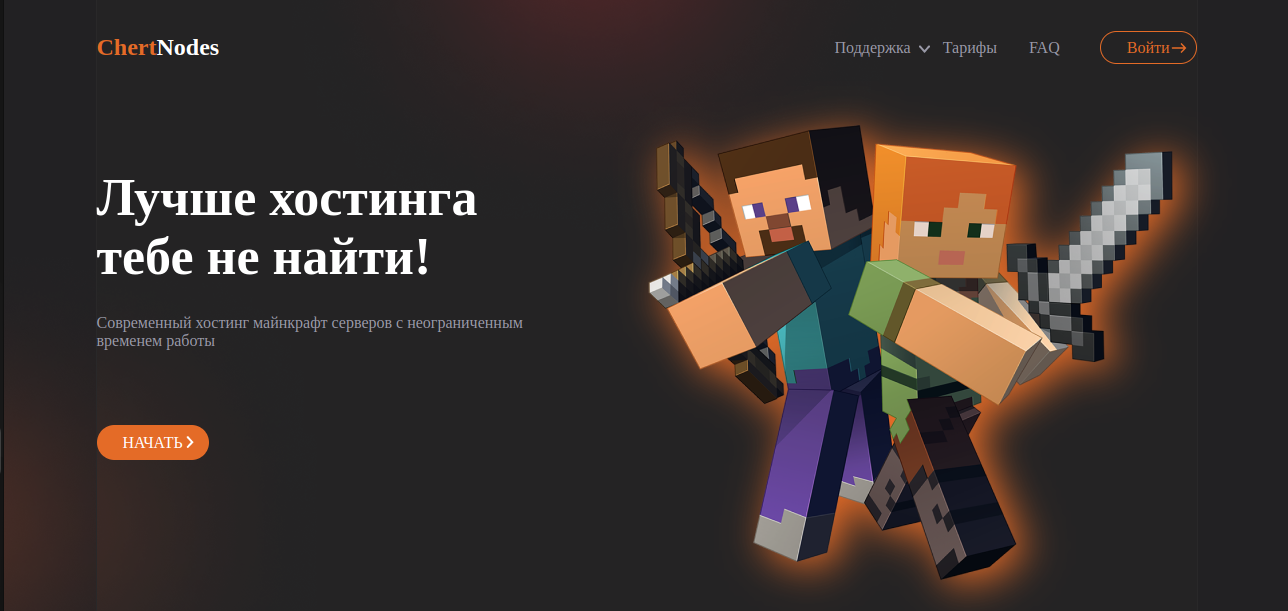 ChertNodes
Поддержка Тарифы FAQ Войти
Лучше хостинга
тебе не найти!
Современный хостинг майнкрафт серверов с неограниченным
временем работы
НАЧАТЬ